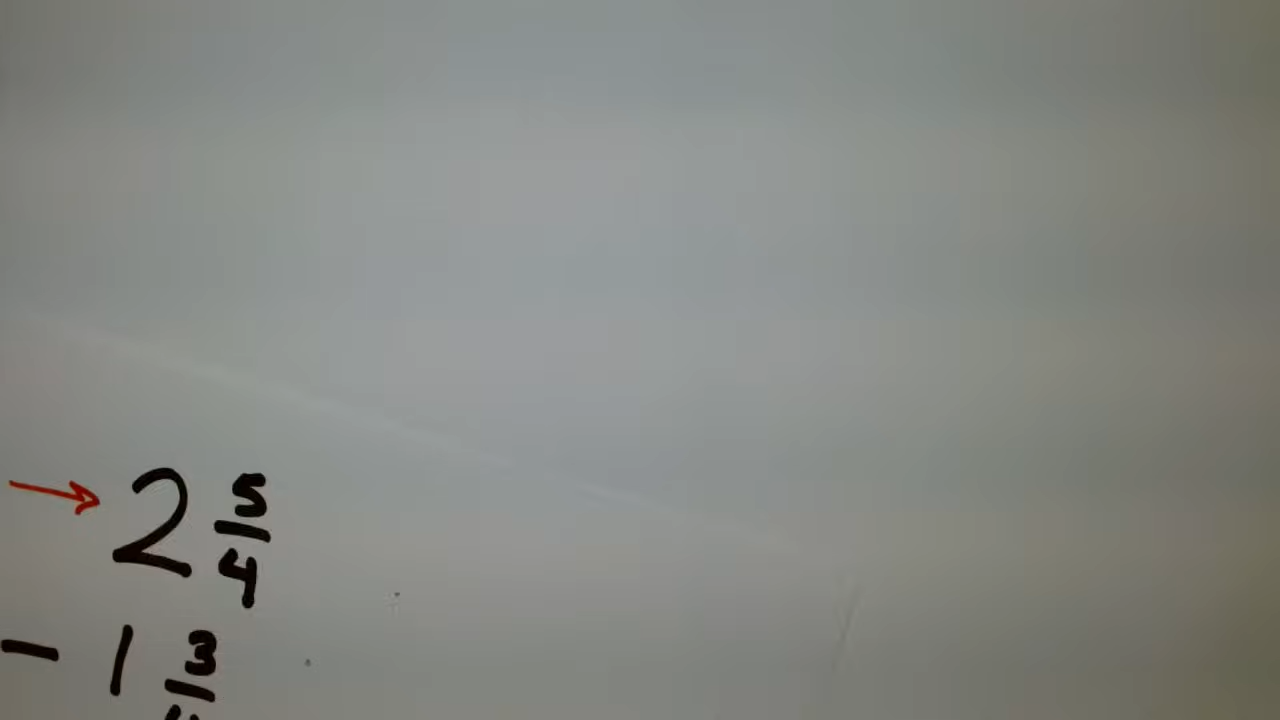 → 2 5/4
- 1 3/